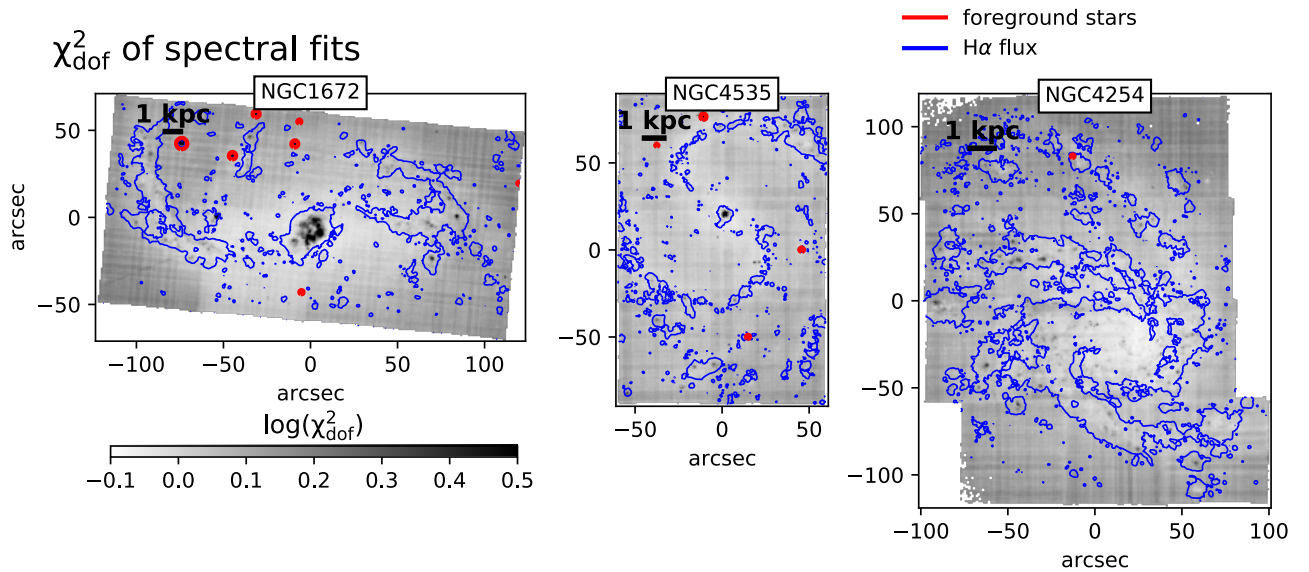 χ²dof of spectral fits
foreground stars
Hα flux
NGC1672
1 kpc
50
0
−50
arcsec
−100 −50 0 50 100
arcsec
log(χ²dof)
−0.1 0.0 0.1 0.2 0.3 0.4 0.5
NGC4535
1 kpc
50
0
−50
−50 0 50
arcsec
NGC4254
1 kpc
100
50
0
−50
−100
−100 −50 0 50 100
arcsec